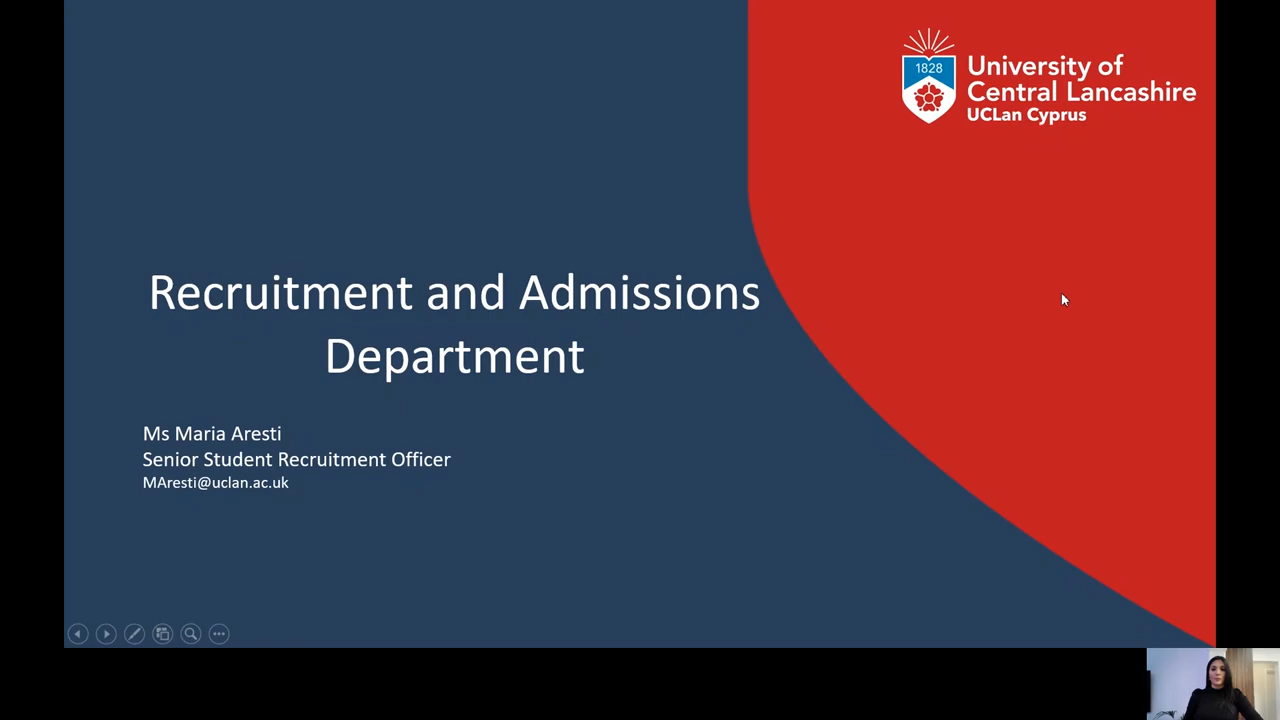 1828
University of
Central Lancashire
UCLan Cyprus
Recruitment and Admissions
Department
Ms Maria Aresti
Senior Student Recruitment Officer
MAresti@uclan.ac.uk